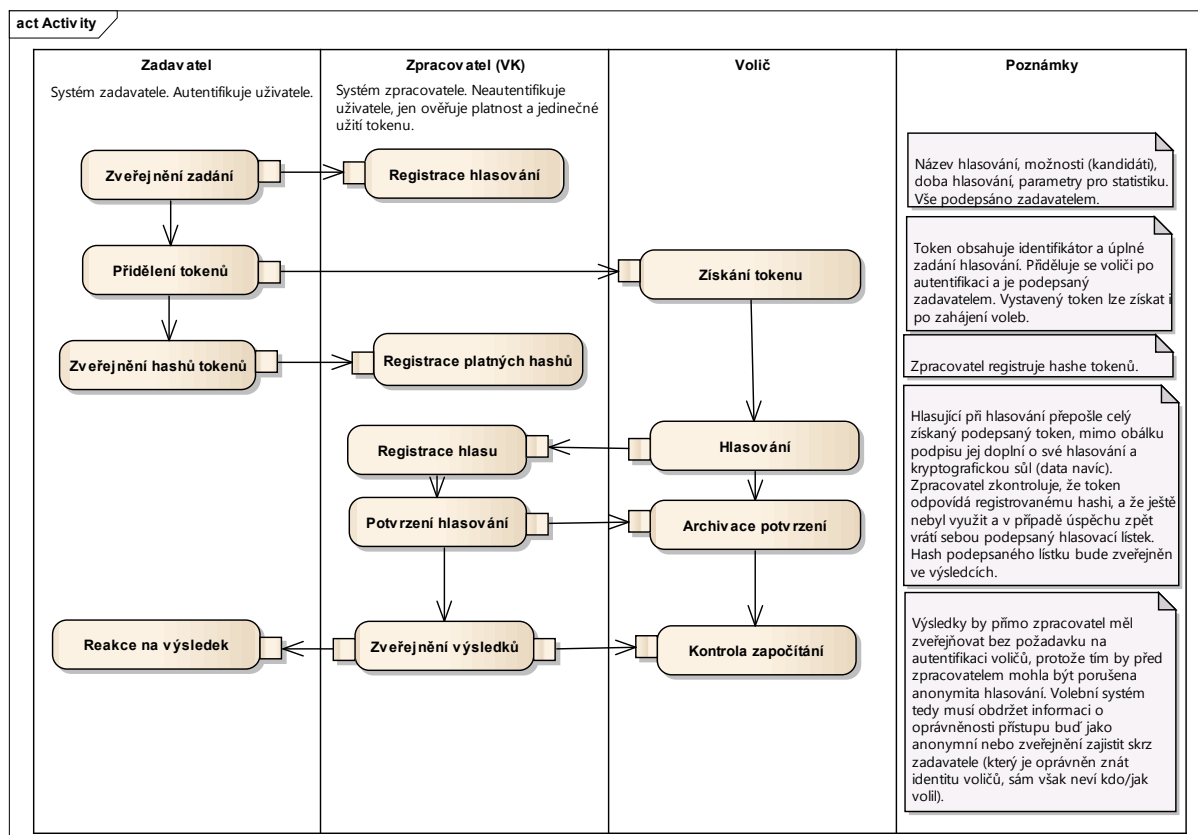 act Activity
Zadavatel
Systém zadavatele. Autentifikuje uživatele.
Zpracovatel (VK)
Systém zpracovatele. Neautentifikuje
uživatele, jen ověřuje platnost a jedinečné
užití tokenu.
Volič
Poznámky
Zveřejnění zadání
Registrace hlasování
Název hlasování, možnosti (kandidáti),
doba hlasování, parametry pro statistiku.
Vše podepsáno zadavatelem.
Přidělení tokenů
Získání tokenu
Token obsahuje identifikátor a úplné
zadání hlasování. Přiděluje se voliči po
autentifikaci a je podepsaný
zadavatelem. Vystavený token lze získat i
po zahájení voleb.
Zveřejnění hashů tokenů
Registrace platných hashů
Zpracovatel registruje hashe tokenů.
Registrace hlasu
Hlasování
Potvrzení hlasování
Archivace potvrzení
Hlasující při hlasování přepošle celý
získaný podepsaný token, mimo obálku
podpisu jej doplní o své hlasování a
kryptografickou sůl (data navíc).
Zpracovatel zkontroluje, že token
odpovídá registrovanému hashi, a že ještě
nebyl využit a v případě úspěchu zpět
vrátí sebou podepsaný hlasovací lístek.
Hash podepsaného lístku bude zveřejněn
ve výsledcích.
Reakce na výsledek
Zveřejnění výsledků
Kontrola započítání
Výsledky by přímo zpracovatel měl
zveřejňovat bez požadavku na
autentifikaci voličů, protože tím by před
zpracovatelem mohla být porušena
anonymita hlasování. Volební systém
tedy musí obdržet informaci o
oprávněnosti přístupu buď jako
anonymní nebo zveřejnění zajistit skrz
zadavatele (který je oprávněn znát
identitu voličů, sám však neví kdo/jak
volil).